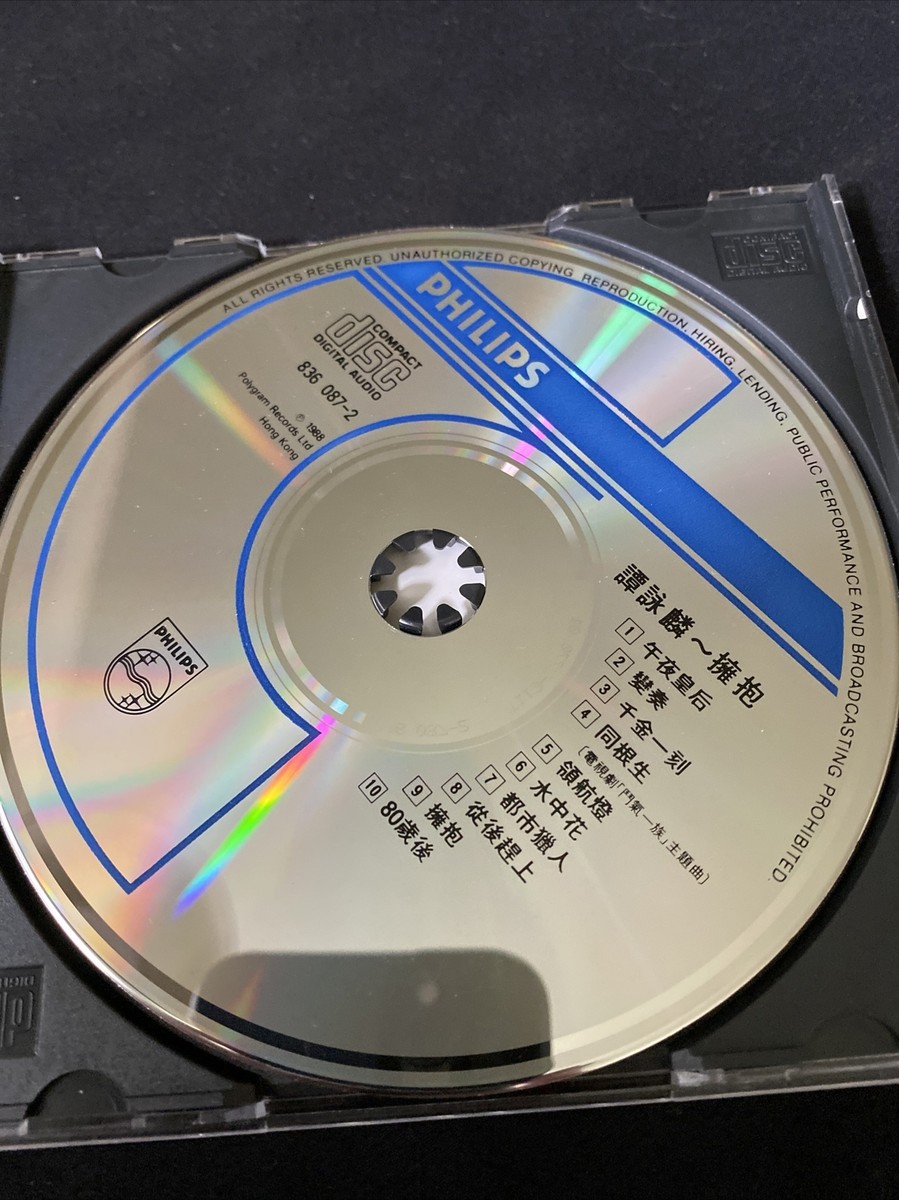 ALL RIGHTS RESERVED. UNAUTHORIZED COPYING, REPRODUCTION, HIRING, LENDING, PUBLIC PERFORMANCE AND BROADCASTING PROHIBITED.
PHILIPS
COMPACT
disc
DIGITAL AUDIO
836 087-2
℗ 1988
Polygram Records Ltd
Hong Kong
PHILIPS
譚詠麟~擁抱
1 午夜皇后
2 變奏
3 千金一刻
4 同根生
〔電視劇「鬥氣一族」主題曲〕
5 領航燈
6 水中花
7 都市獵人
8 從後趕上
9 擁抱
10 80歲後
COMPACT
disc
DIGITAL AUDIO